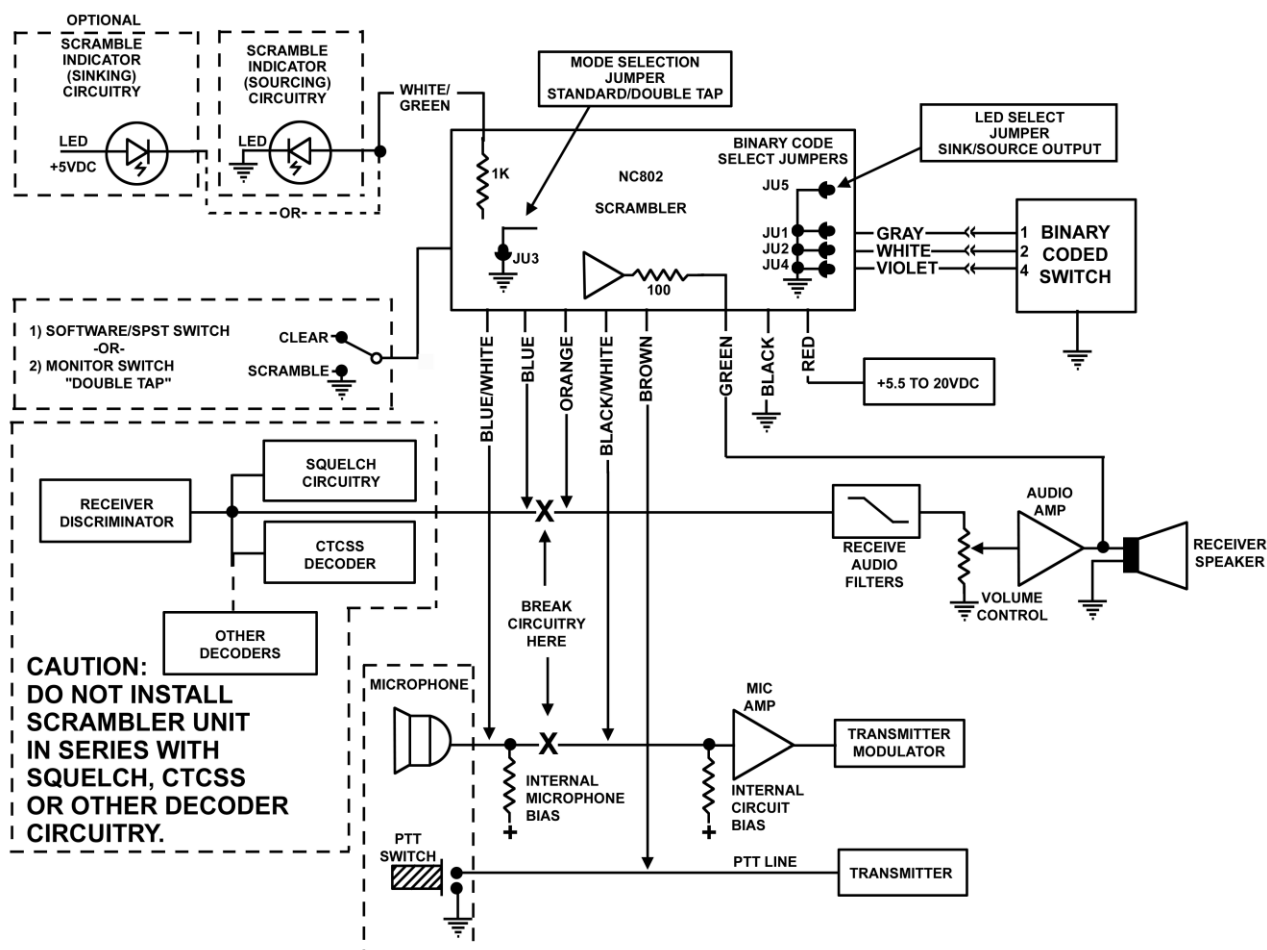 OPTIONAL
SCRAMBLE
INDICATOR
(SINKING)
CIRCUITRY
LED
+5VDC
SCRAMBLE
INDICATOR
(SOURCING)
CIRCUITRY
LED
-OR-
WHITE/
GREEN
MODE SELECTION
JUMPER
STANDARD/DOUBLE TAP
LED SELECT
JUMPER
SINK/SOURCE OUTPUT
1K
JU3
NC802
SCRAMBLER
100
BINARY CODE
SELECT JUMPERS
JU5
JU1
JU2
JU4
GRAY
WHITE
VIOLET
1
2
4
BINARY
CODED
SWITCH
1) SOFTWARE/SPST SWITCH
-OR-
2) MONITOR SWITCH
"DOUBLE TAP"
CLEAR
SCRAMBLE
BLUE/WHITE
BLUE
ORANGE
BLACK/WHITE
BROWN
GREEN
BLACK
RED
+5.5 TO 20VDC
RECEIVER
DISCRIMINATOR
SQUELCH
CIRCUITRY
CTCSS
DECODER
OTHER
DECODERS
CAUTION:
DO NOT INSTALL
SCRAMBLER UNIT
IN SERIES WITH
SQUELCH, CTCSS
OR OTHER DECODER
CIRCUITRY.
X
BREAK
CIRCUITRY
HERE
X
RECEIVE
AUDIO
FILTERS
VOLUME
CONTROL
AUDIO
AMP
RECEIVER
SPEAKER
MICROPHONE
INTERNAL
MICROPHONE
BIAS
+
MIC
AMP
INTERNAL
CIRCUIT
BIAS
+
TRANSMITTER
MODULATOR
PTT
SWITCH
PTT LINE
TRANSMITTER